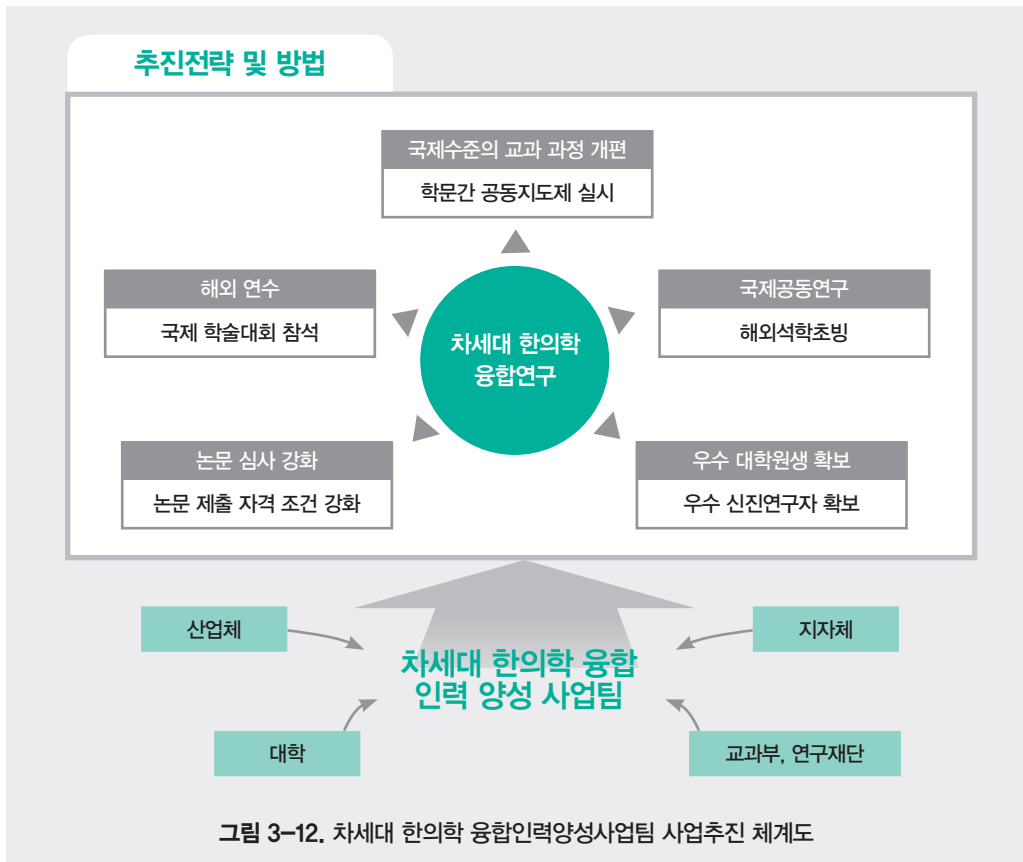 추진전략 및 방법
국제수준의 교과 과정 개편
학문간 공동지도제 실시
해외 연수
국제 학술대회 참석
국제공동연구
해외석학초빙
차세대 한의학
융합연구
논문 심사 강화
논문 제출 자격 조건 강화
우수 대학원생 확보
우수 신진연구자 확보
산업체
지자체
차세대 한의학 융합
인력 양성 사업팀
대학
교과부, 연구재단
그림 3-12. 차세대 한의학 융합인력양성사업팀 사업추진 체계도